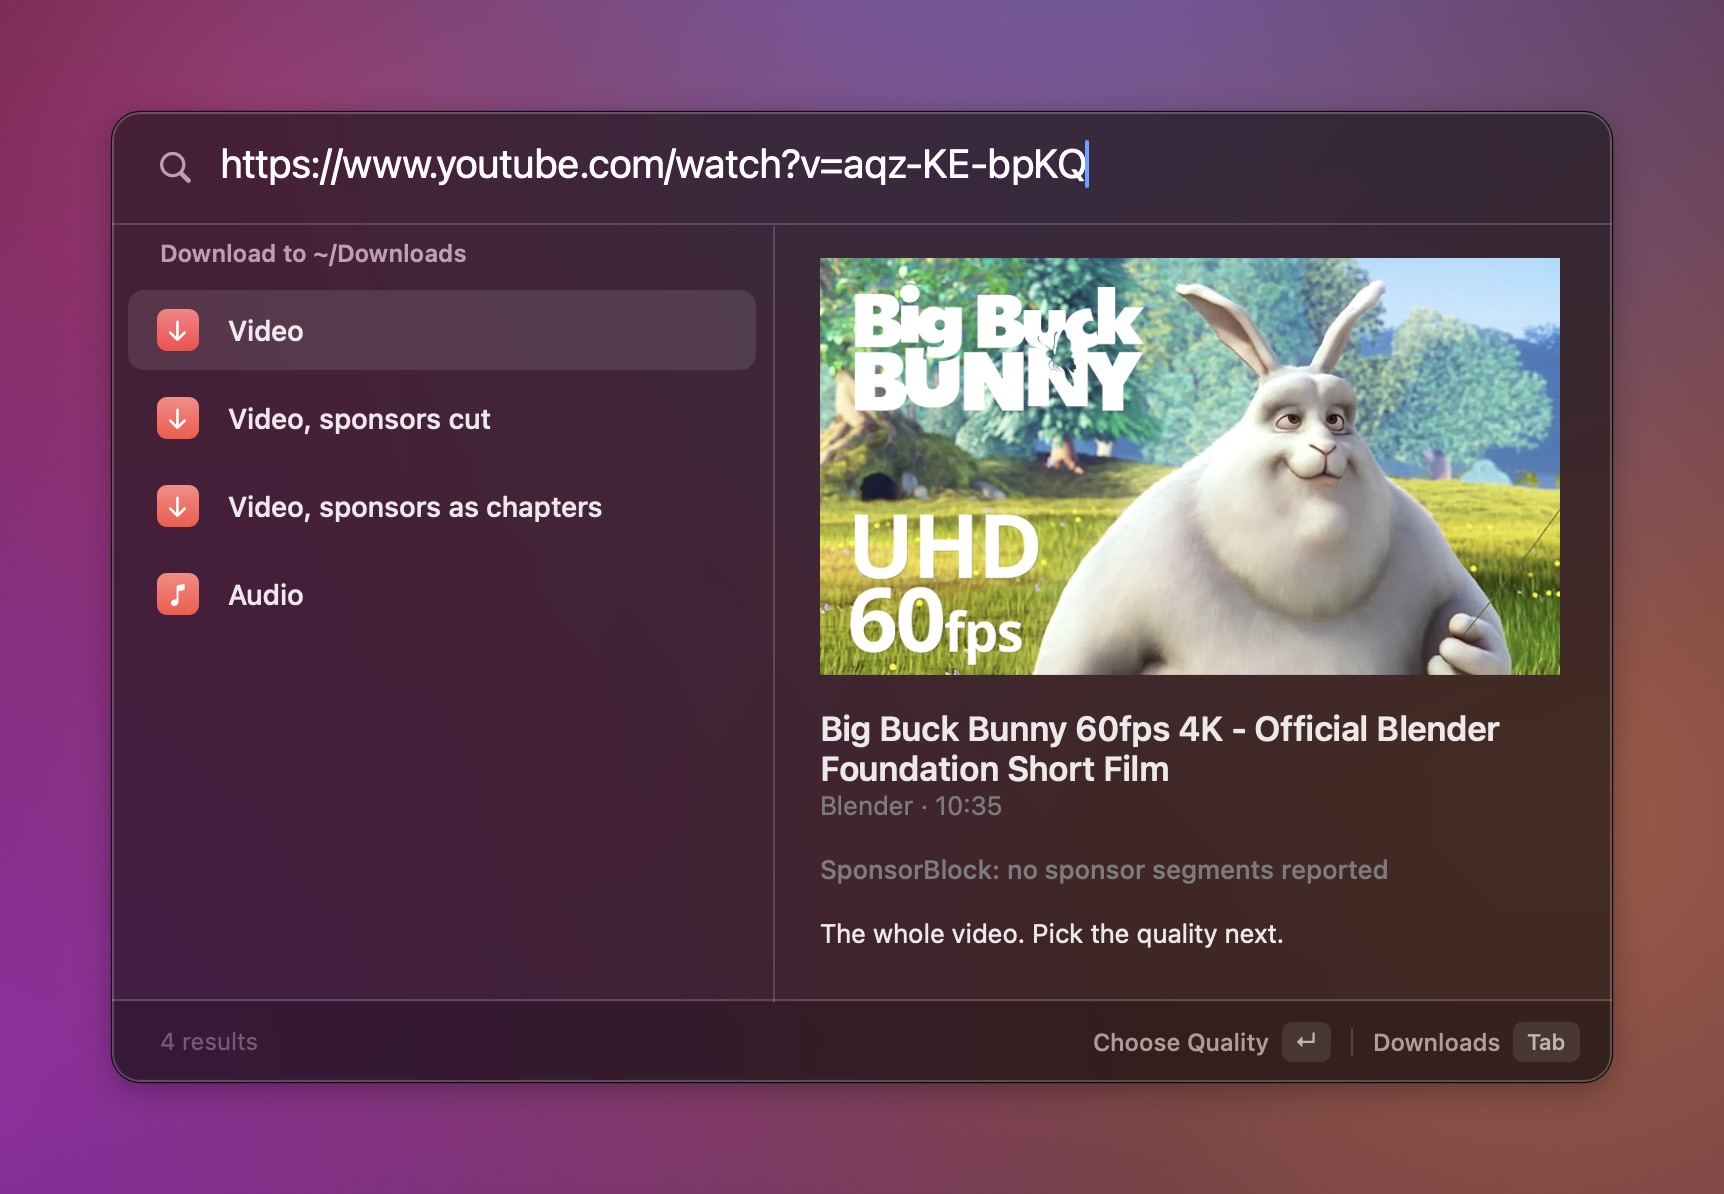 https://www.youtube.com/watch?v=aqz-KE-bpKQ
Download to ~/Downloads
Video
Video, sponsors cut
Video, sponsors as chapters
Audio
Big Buck
BUNNY
UHD
60fps
Big Buck Bunny 60fps 4K - Official Blender
Foundation Short Film
Blender · 10:35
SponsorBlock: no sponsor segments reported
The whole video. Pick the quality next.
4 results
Choose Quality ↵ Downloads Tab